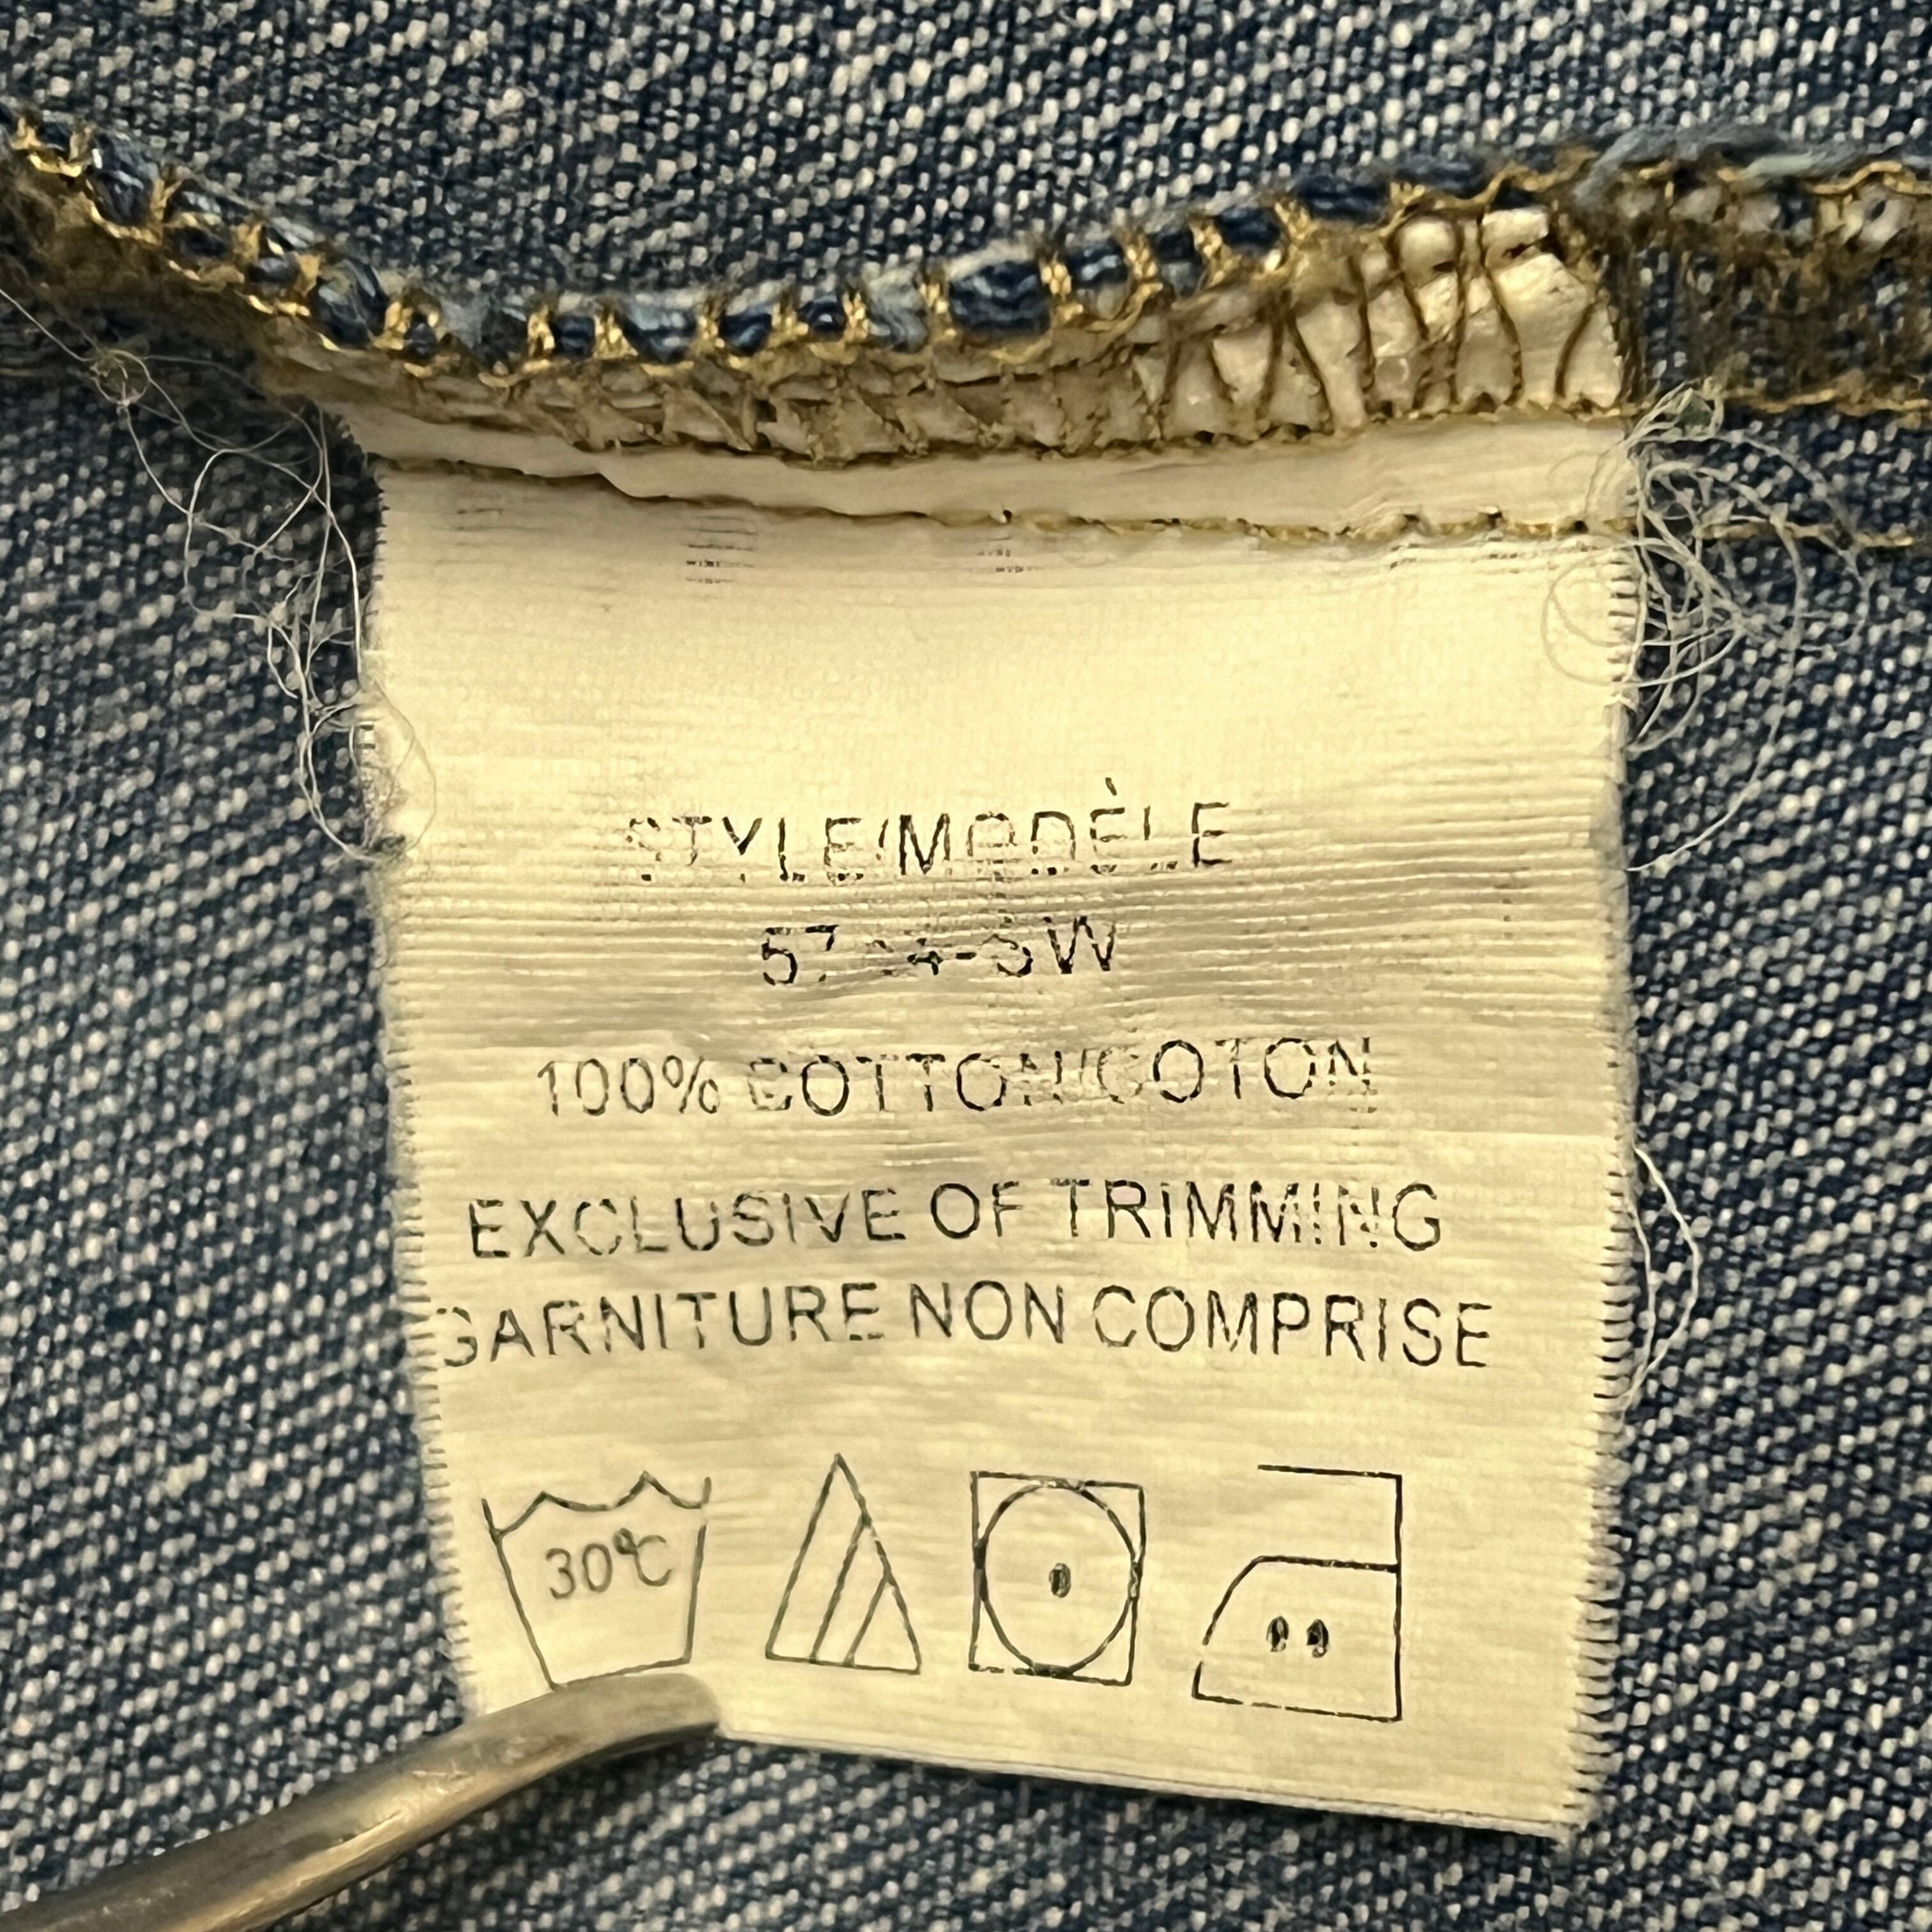 STYLE/MODÈLE
100% COTTON/COTON
EXCLUSIVE OF TRIMMING
GARNITURE NON COMPRISE
30°C